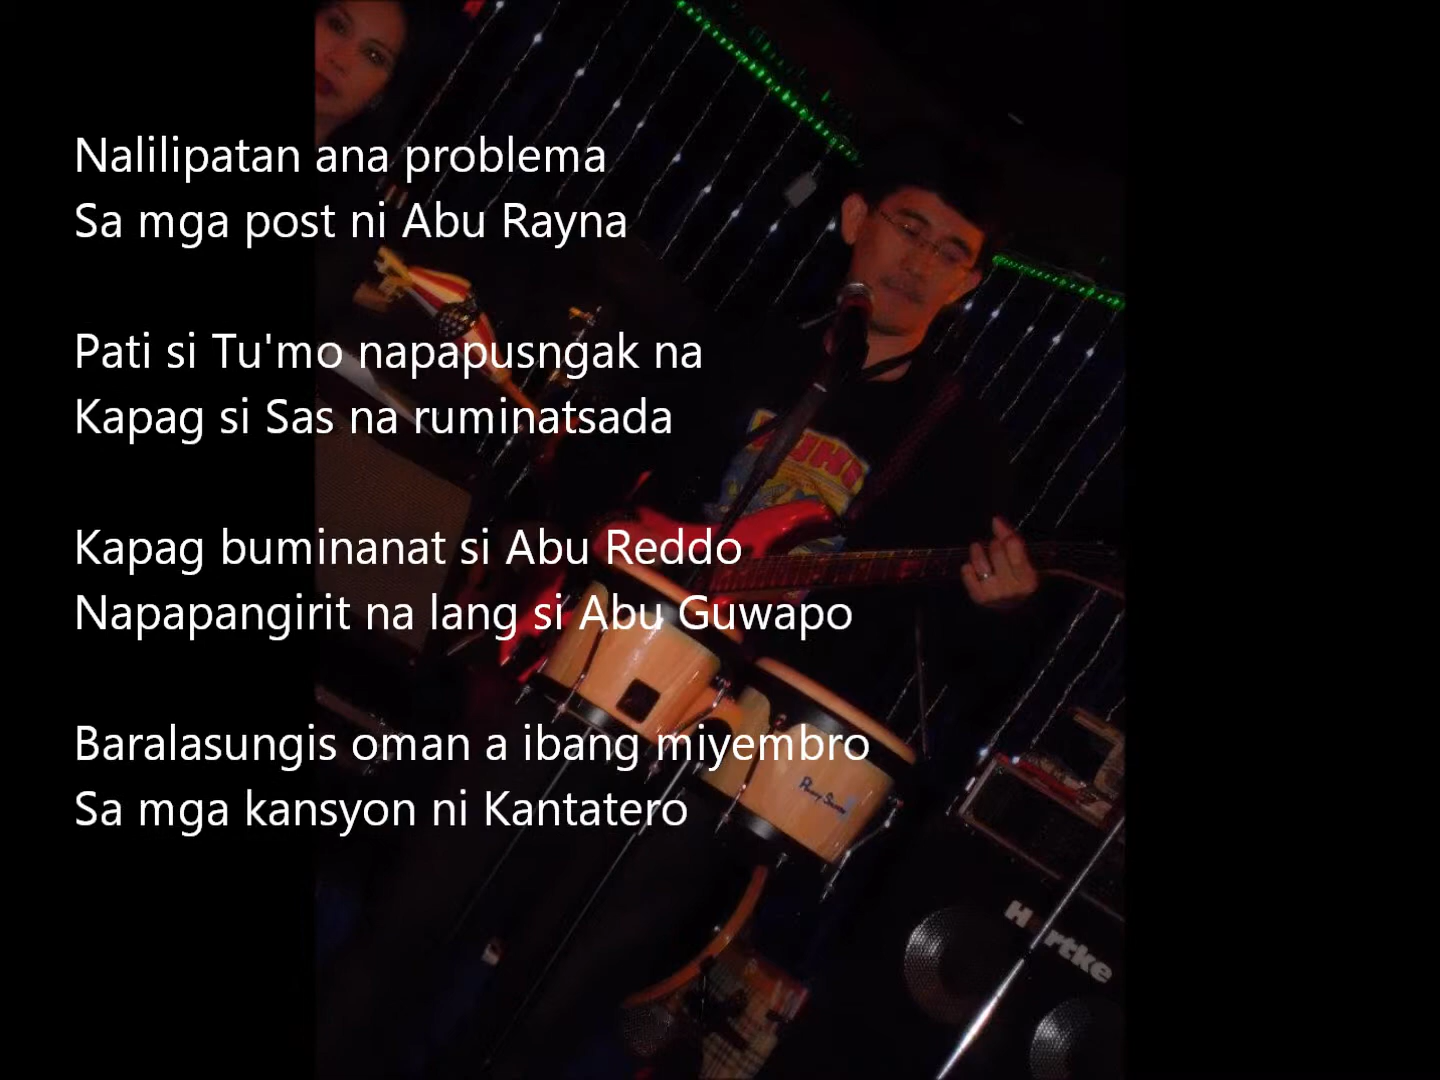 Nalilipatan ana problema
Sa mga post ni Abu Rayna
Pati si Tu'mo napapusngak na
Kapag si Sas na ruminatsada
Kapag buminanat si Abu Reddo
Napapangirit na lang si Abu Guwapo
Baralasungis oman a ibang miyembro
Sa mga kansyon ni Kantatero
Hartke